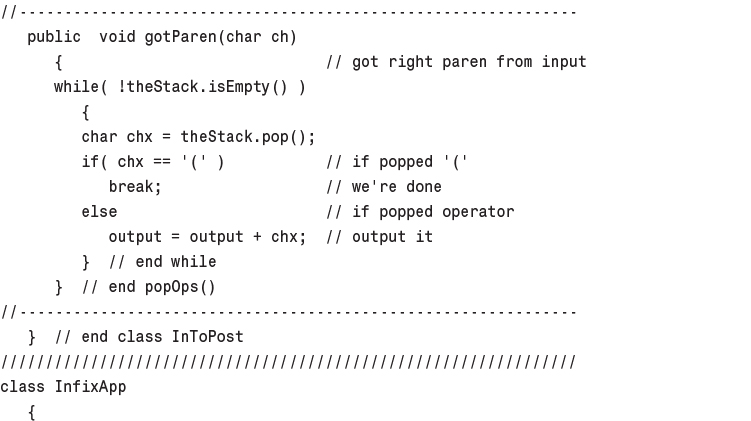 //--------------------------------------------------------------
   public  void gotParen(char ch)
      {                              // got right paren from input
      while( !theStack.isEmpty() )
         {
         char chx = theStack.pop();
         if( chx == '(' )            // if popped '('
            break;                   // we're done
         else                        // if popped operator
            output = output + chx;  // output it
         }  // end while
      }  // end popOps()
//--------------------------------------------------------------
   }  // end class InToPost
////////////////////////////////////////////////////////////////
class InfixApp
   {